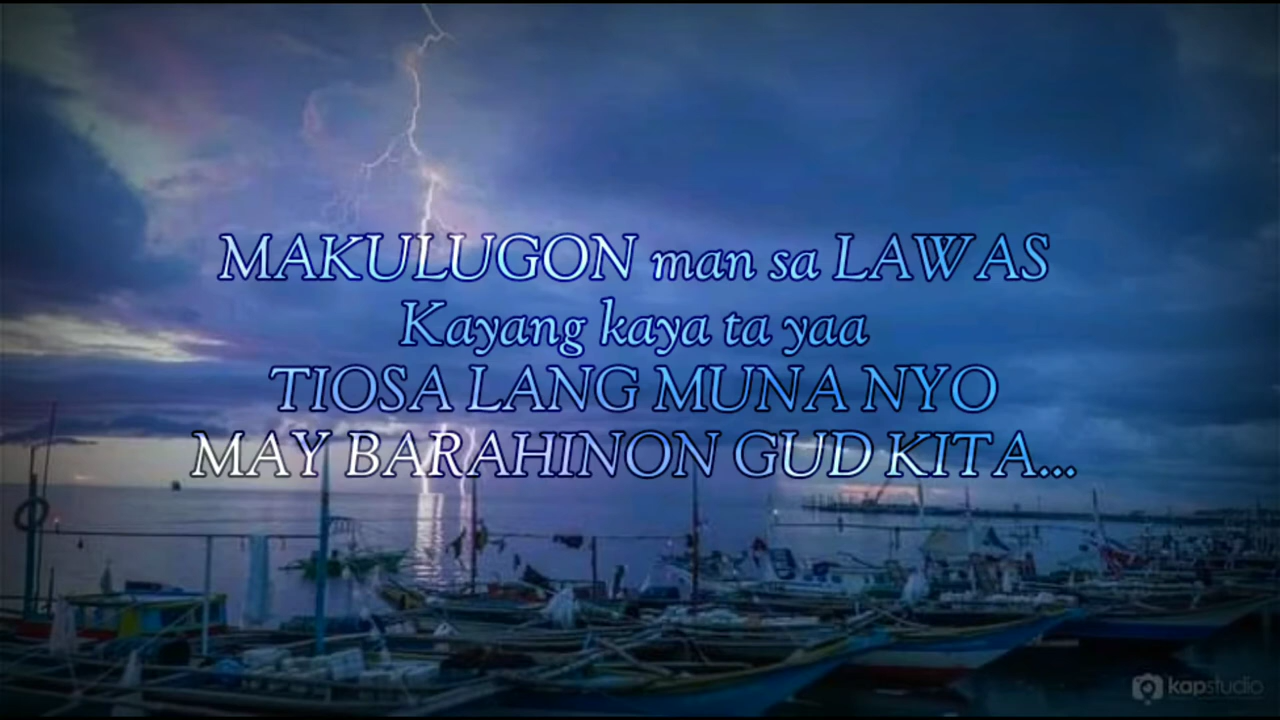 MAKULUGON man sa LAWAS
Kayang kaya ta yaa
TIOSA LANG MUNA NYO
MAY BARAHINON GUD KITA...
kapstudio